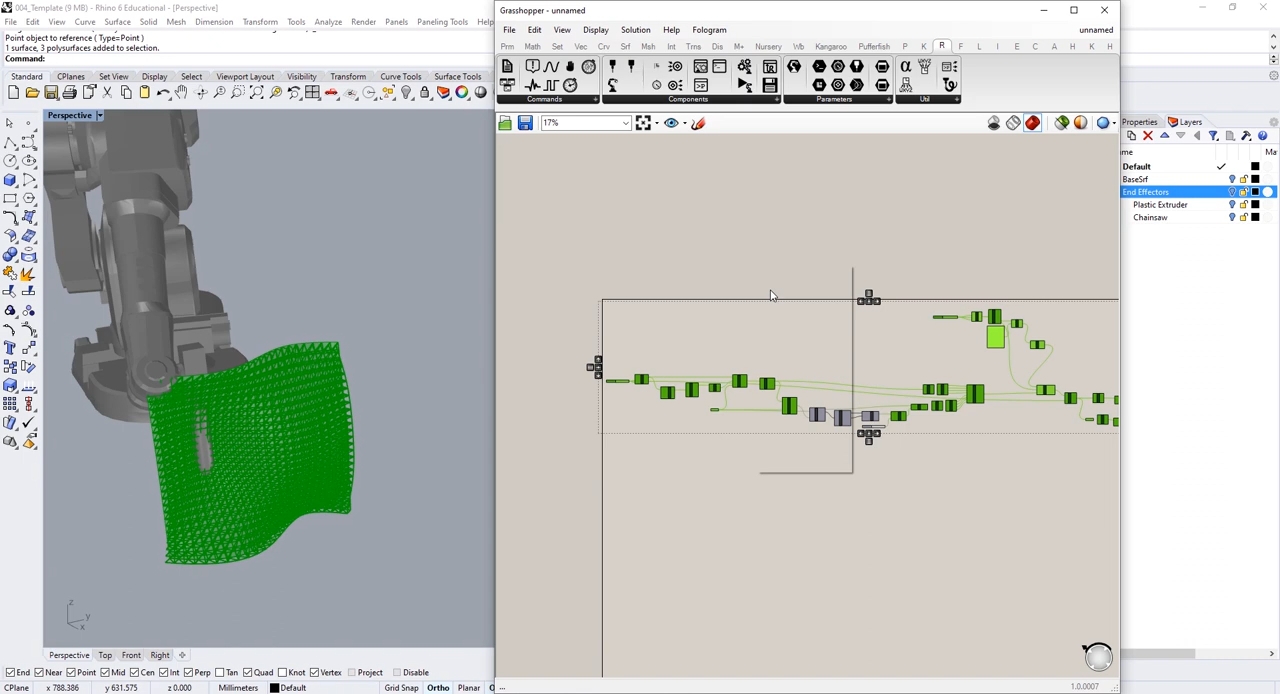 004_Template (9 MB) - Rhino 6 Educational - [Perspective]
File Edit View Curve Surface Solid Mesh Dimension Transform Tools Analyze Render Panels Paneling Tools Help
Point object to reference ( Type=Point )
1 surface, 3 polysurfaces added to selection.
Command:
Standard CPlanes Set View Display Select Viewport Layout Visibility Transform Curve Tools Surface Tools
Perspective
Grasshopper - unnamed
File Edit View Display Solution Help Fologram unnamed
Prm Math Set Vec Crv Srf Msh Int Trns Dis M+ Nursery Wb Kangaroo Pufferfish P K R F L I E C A H K H
Commands Components Parameters Util
17%
1.0.0007
Properties Layers
me Ma
Default
BaseSrf
End Effectors
Plastic Extruder
Chainsaw
z
y
x
Perspective Top Front Right
End Near Point Mid Cen Int Perp Tan Quad Knot Vertex Project Disable
CPlane x 788.386 y 631.575 z 0.000 Millimeters Default Grid Snap Ortho Planar